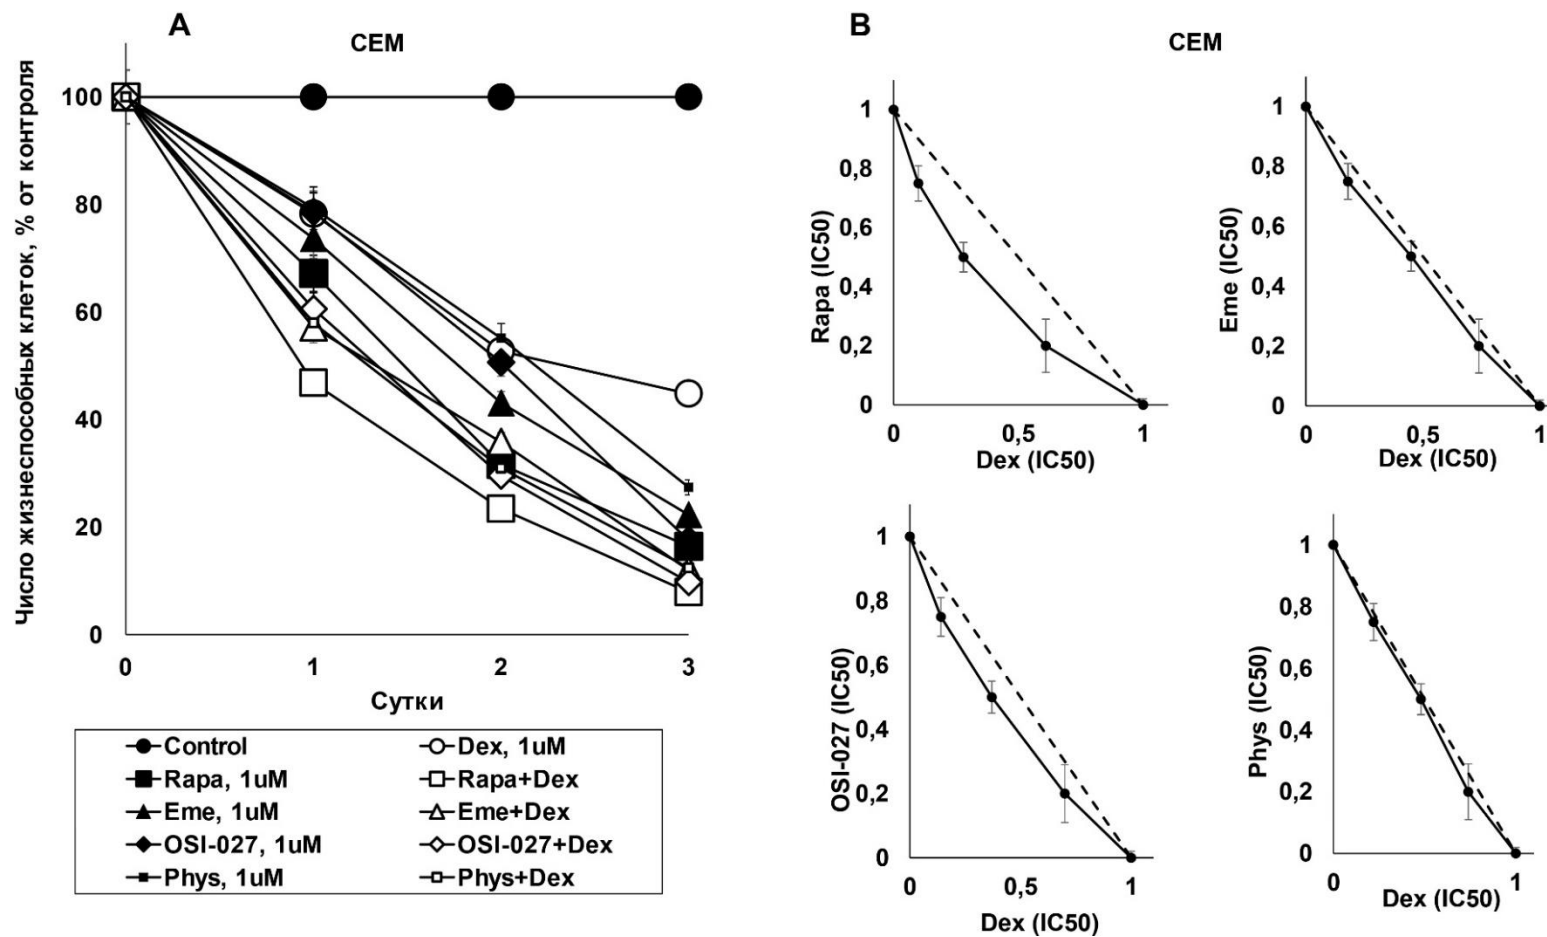 A
CEM
Число жизнеспособных клеток, % от контроля
100
80
60
40
20
0
0 1 2 3
Сутки
Control Dex, 1uM
Rapa, 1uM Rapa+Dex
Eme, 1uM Eme+Dex
OSI-027, 1uM OSI-027+Dex
Phys, 1uM Phys+Dex
B
CEM
Rapa (IC50)
1
0,8
0,6
0,4
0,2
0
0 0,5 1
Dex (IC50)
Eme (IC50)
1
0,8
0,6
0,4
0,2
0
0 0,5 1
Dex (IC50)
OSI-027 (IC50)
1
0,8
0,6
0,4
0,2
0
0 0,5 1
Dex (IC50)
Phys (IC50)
1
0,8
0,6
0,4
0,2
0
0 1
Dex (IC50)